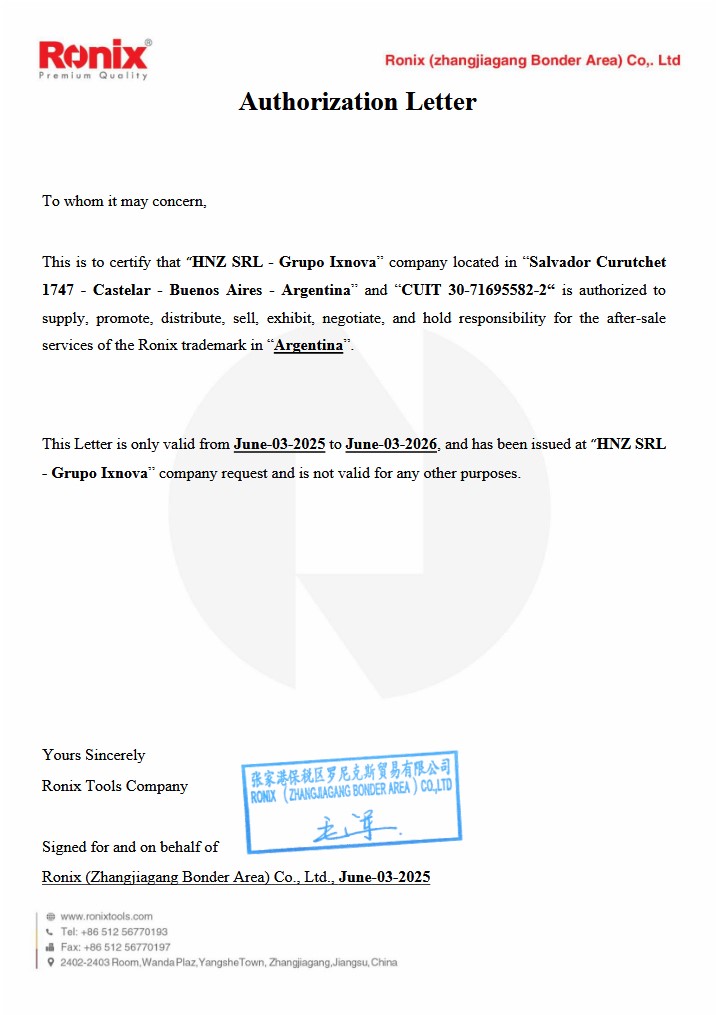 Ronix®
Premium Quality
Ronix (zhangjiagang Bonder Area) Co,. Ltd
Authorization Letter
To whom it may concern,
This is to certify that “HNZ SRL - Grupo Ixnova” company located in “Salvador Curutchet
1747 - Castelar - Buenos Aires - Argentina” and “CUIT 30-71695582-2“ is authorized to
supply, promote, distribute, sell, exhibit, negotiate, and hold responsibility for the after-sale
services of the Ronix trademark in “Argentina”.
This Letter is only valid from June-03-2025 to June-03-2026, and has been issued at “HNZ SRL
- Grupo Ixnova” company request and is not valid for any other purposes.
Yours Sincerely
Ronix Tools Company
张家港保税区罗尼克斯贸易有限公司
RONIX（ZHANGJIAGANG BONDER AREA）CO.,LTD
Signed for and on behalf of
Ronix (Zhangjiagang Bonder Area) Co., Ltd., June-03-2025
www.ronixtools.com
Tel: +86 512 56770193
Fax: +86 512 56770197
2402-2403 Room,Wanda Plaz,YangsheTown, Zhangjiagang,Jiangsu,China